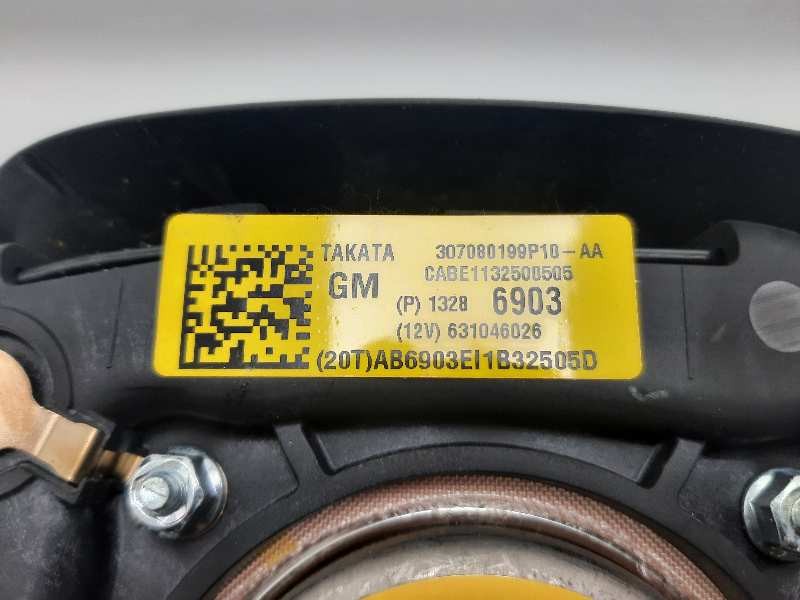 TAKATA 307080199P10-AA
CABE1132500505
GM (P) 1328 6903
(12V) 631046026
(20T)AB6903EI1B32505D